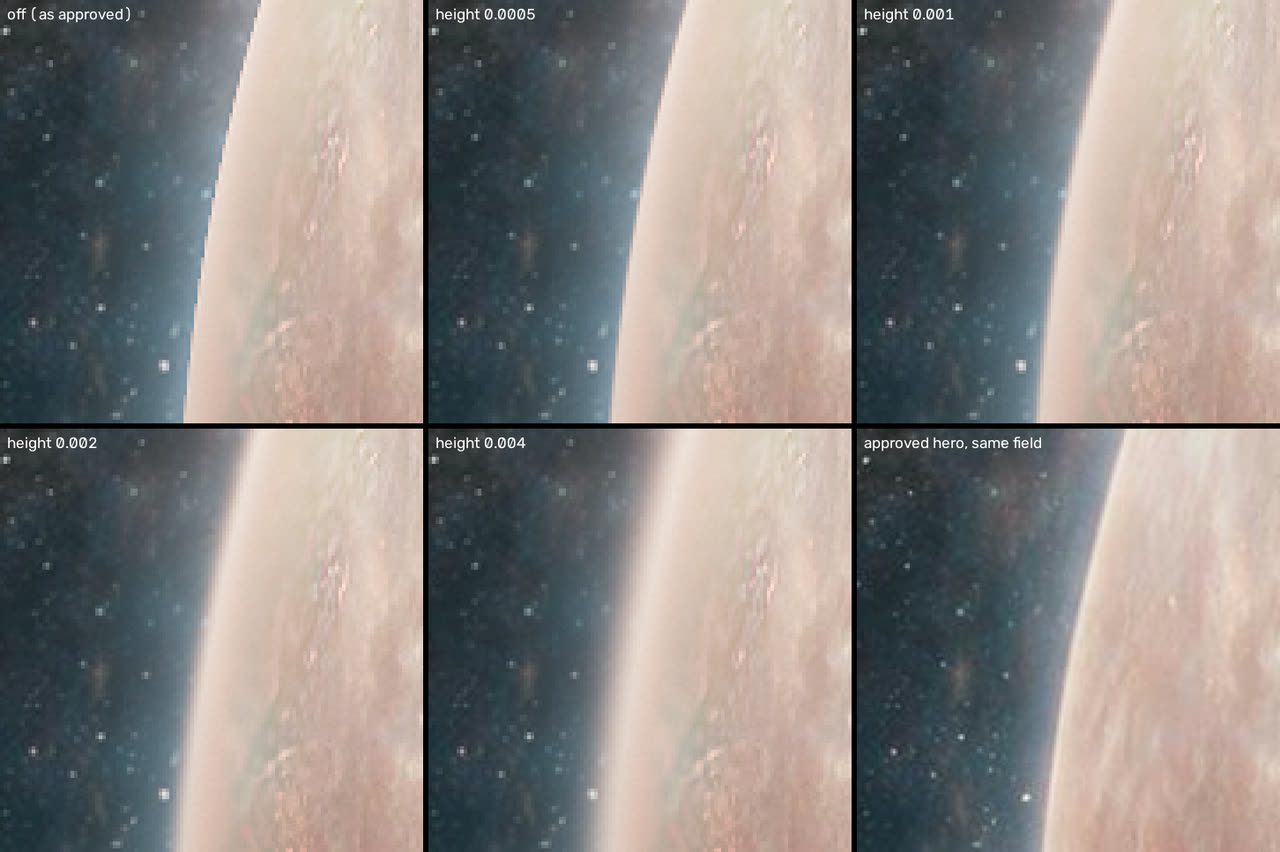 off (as approved)
height 0.0005
height 0.001
height 0.002
height 0.004
approved hero, same field